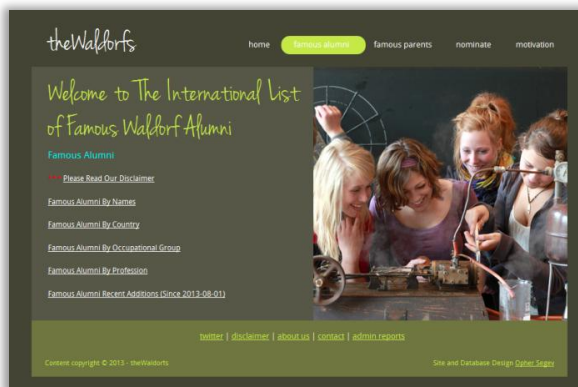 theWaldorfs
home famous alumni famous parents nominate motivation
Welcome to The International List
of Famous Waldorf Alumni
Famous Alumni
Please Read Our Disclaimer
Famous Alumni By Names
Famous Alumni By Country
Famous Alumni By Occupational Group
Famous Alumni By Profession
Famous Alumni Recent Additions (Since 2013-08-01)
twitter | disclaimer | about us | contact | admin reports
Content copyright © 2013 - theWaldorfs Site and Database Design Dpher Segev